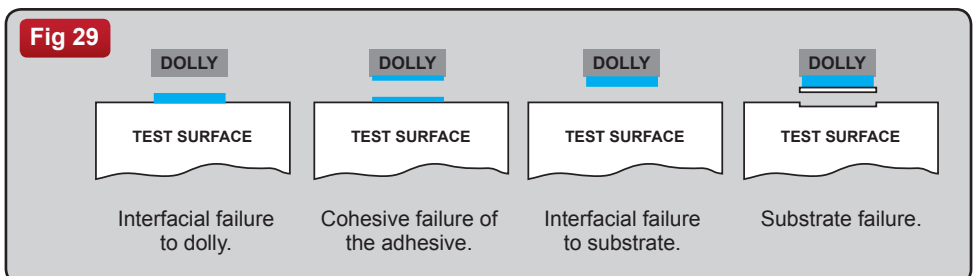 Fig 29
DOLLY
TEST SURFACE
Interfacial failure
to dolly.
DOLLY
TEST SURFACE
Cohesive failure of
the adhesive.
DOLLY
TEST SURFACE
Interfacial failure
to substrate.
DOLLY
TEST SURFACE
Substrate failure.